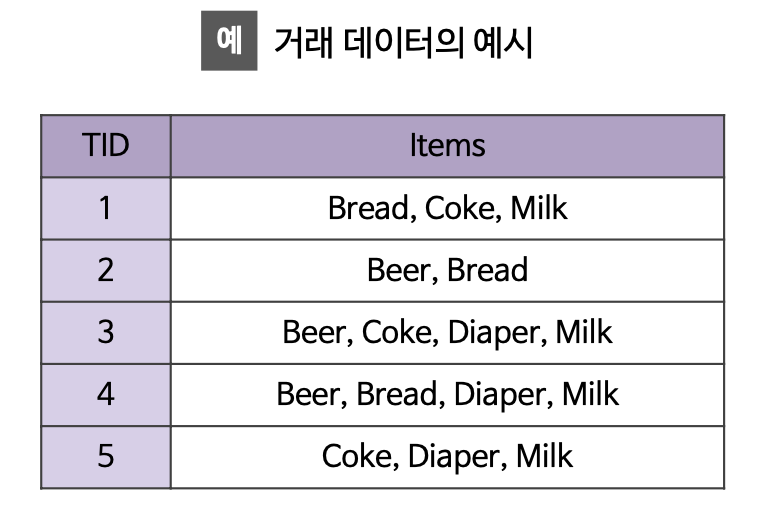 예 거래 데이터의 예시
TID Items
1 Bread, Coke, Milk
2 Beer, Bread
3 Beer, Coke, Diaper, Milk
4 Beer, Bread, Diaper, Milk
5 Coke, Diaper, Milk